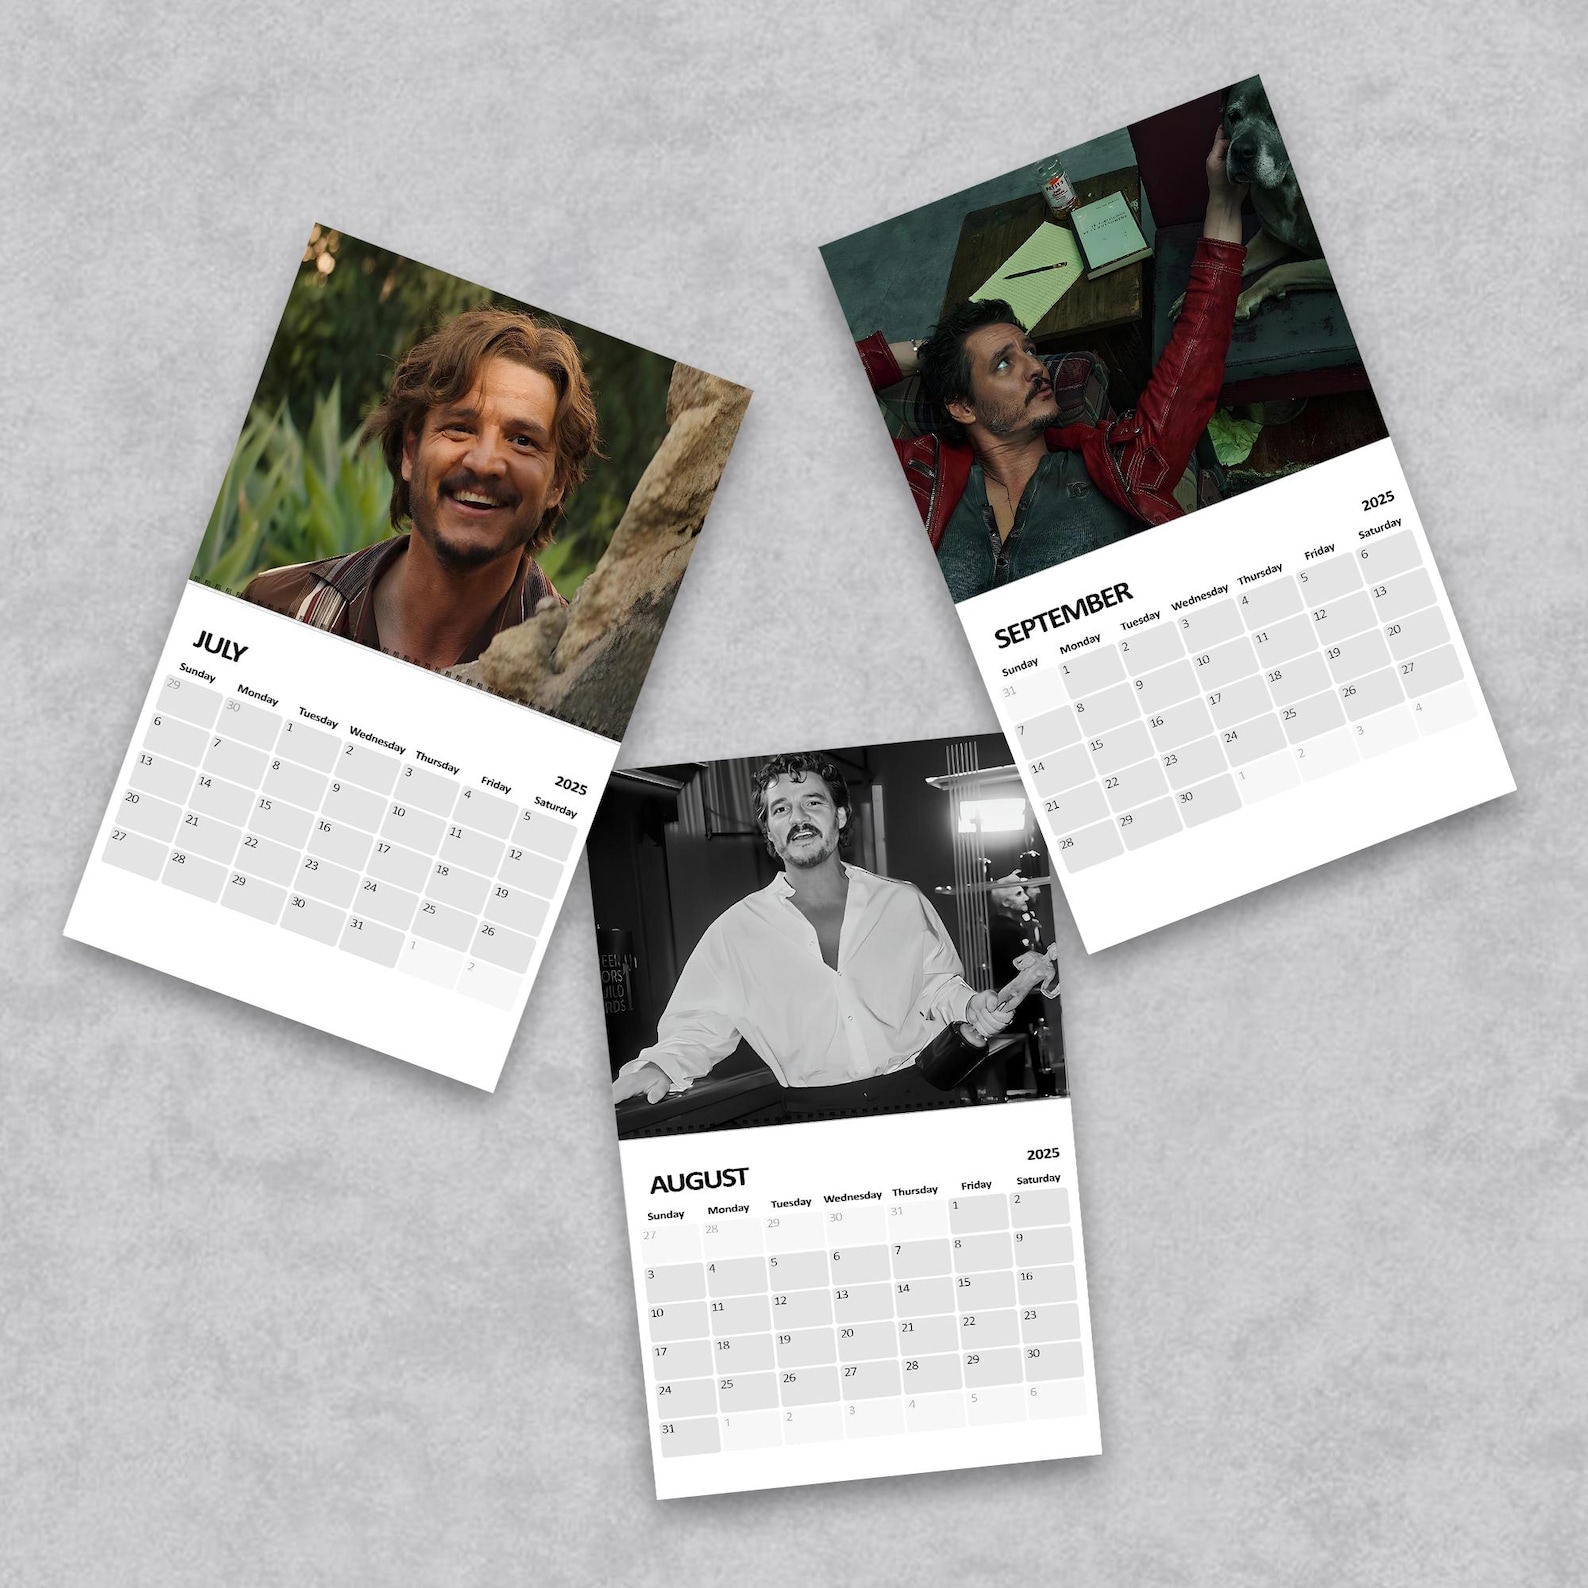 JULY
2025
Sunday Monday Tuesday Wednesday Thursday Friday Saturday
29 30 1 2 3 4 5
6 7 8 9 10 11 12
13 14 15 16 17 18 19
20 21 22 23 24 25 26
27 28 29 30 31 1 2
SEPTEMBER
2025
Sunday Monday Tuesday Wednesday Thursday Friday Saturday
31 1 2 3 4 5 6
7 8 9 10 11 12 13
14 15 16 17 18 19 20
21 22 23 24 25 26 27
28 29 30 1 2 3 4
EEN
ORS
UILD
RDS
AUGUST
2025
Sunday Monday Tuesday Wednesday Thursday Friday Saturday
27 28 29 30 31 1 2
3 4 5 6 7 8 9
10 11 12 13 14 15 16
17 18 19 20 21 22 23
24 25 26 27 28 29 30
31 1 2 3 4 5 6